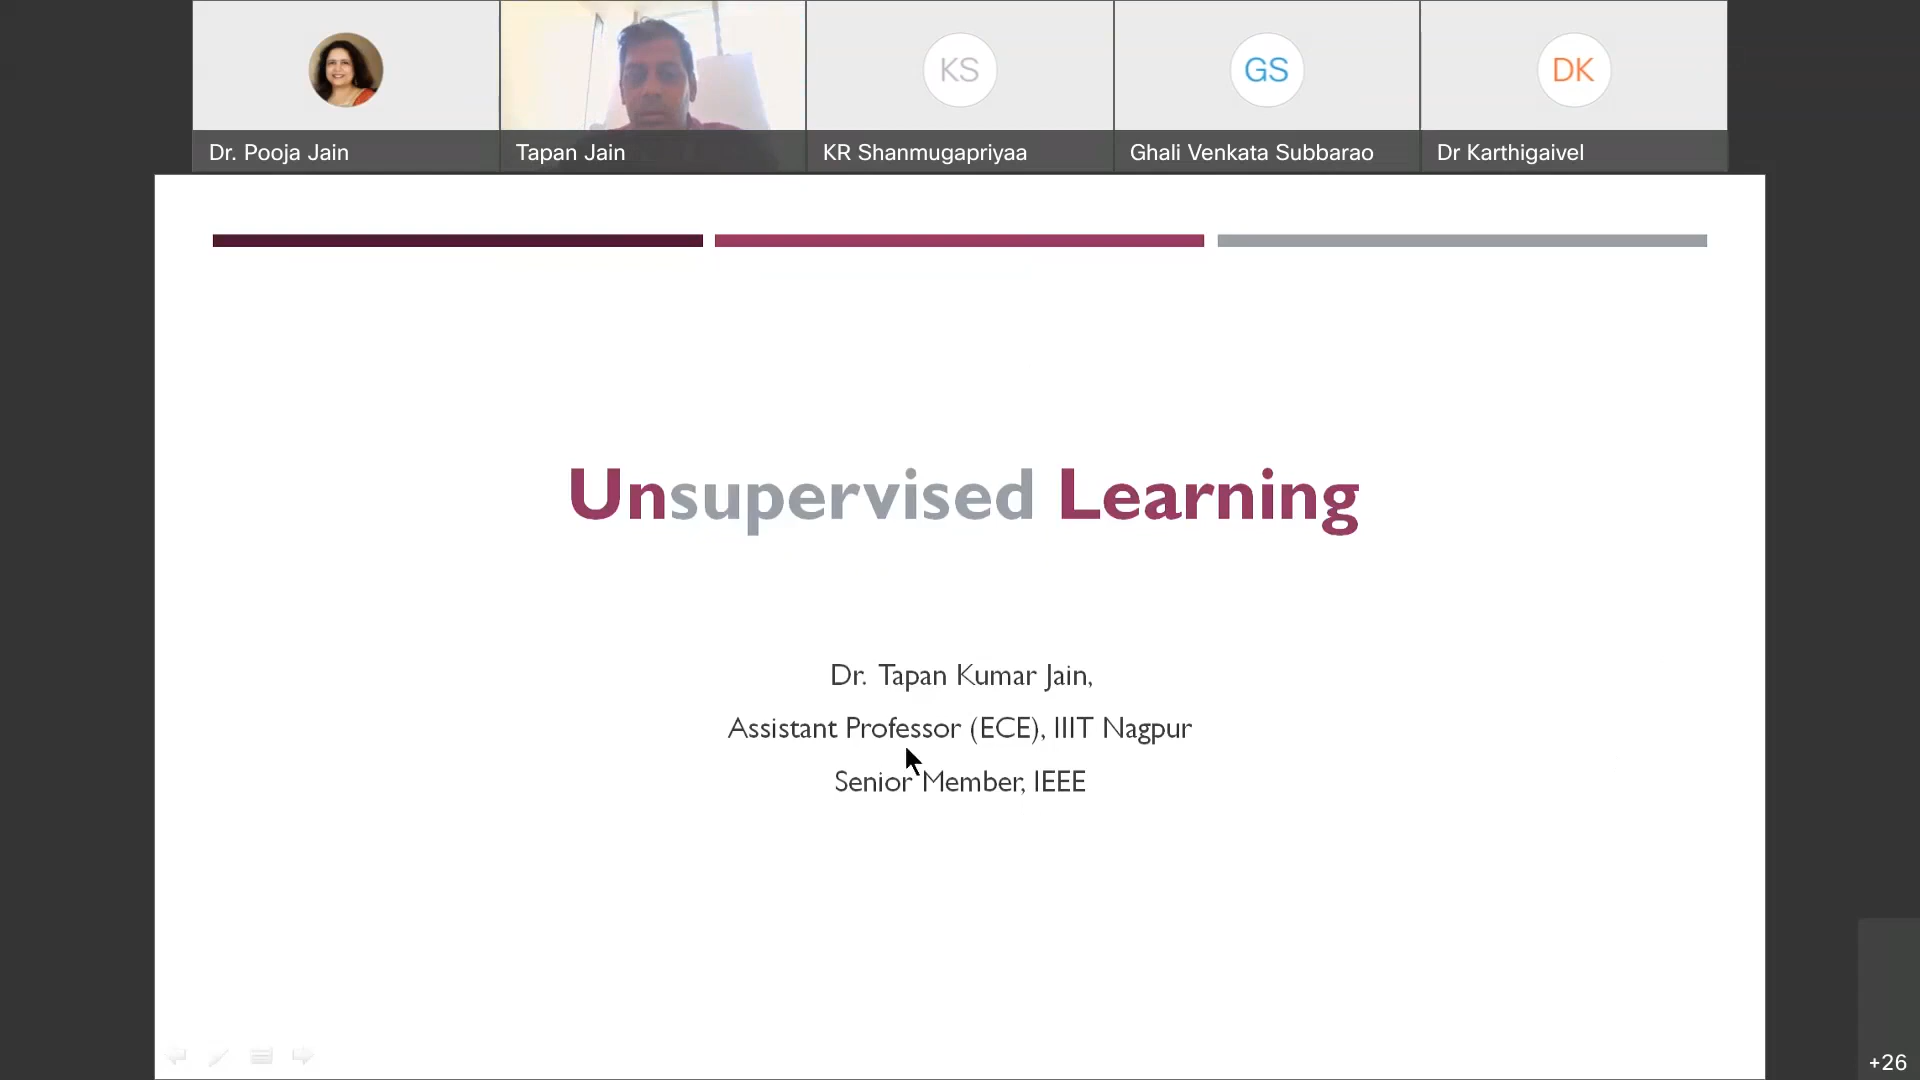 KS
GS
DK
Dr. Pooja Jain
Tapan Jain
KR Shanmugapriyaa
Ghali Venkata Subbarao
Dr Karthigaivel
Unsupervised Learning
Dr. Tapan Kumar Jain,
Assistant Professor (ECE), IIIT Nagpur
Senior Member, IEEE
+26